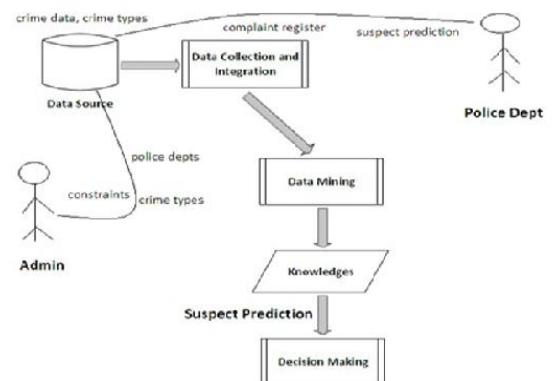 crime data, crime types
complaint register
suspect prediction
Data Collection and
Integration
Data Source
Police Dept
police depts
Data Mining
constraints
crime types
Admin
Knowledges
Suspect Prediction
Decision Making